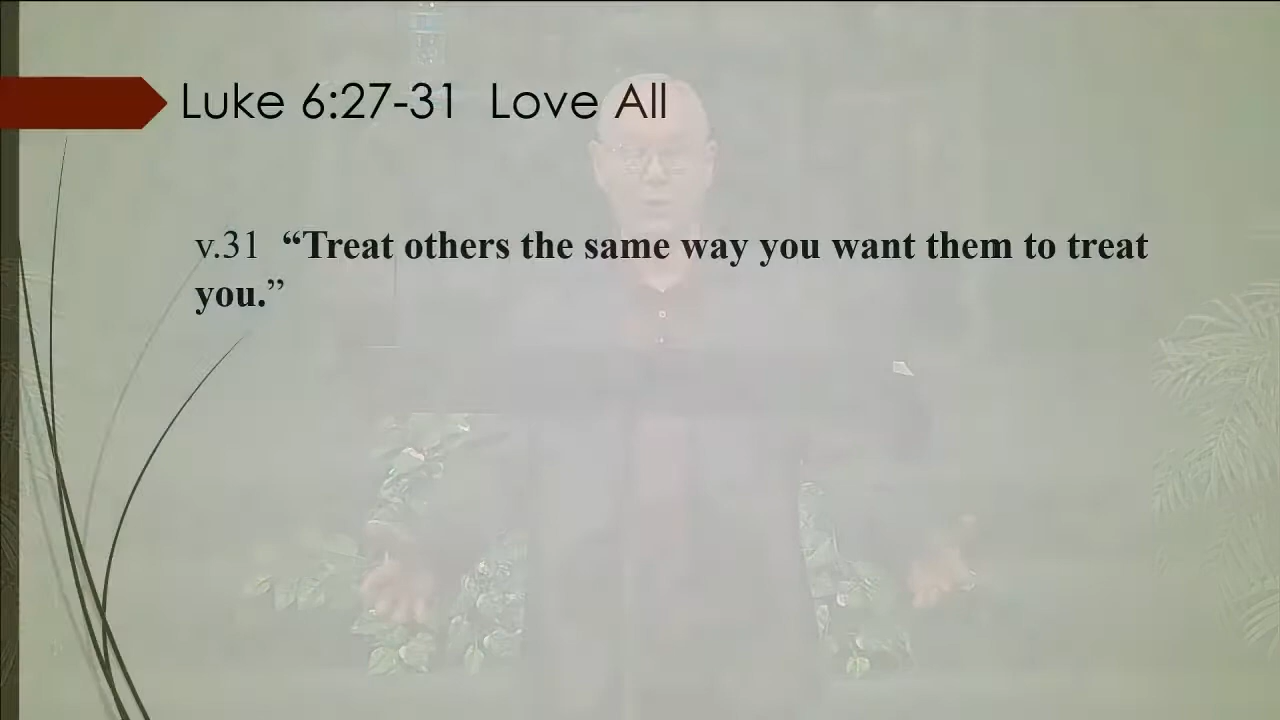 Luke 6:27-31  Love All
v.31  “Treat others the same way you want them to treat
you.”